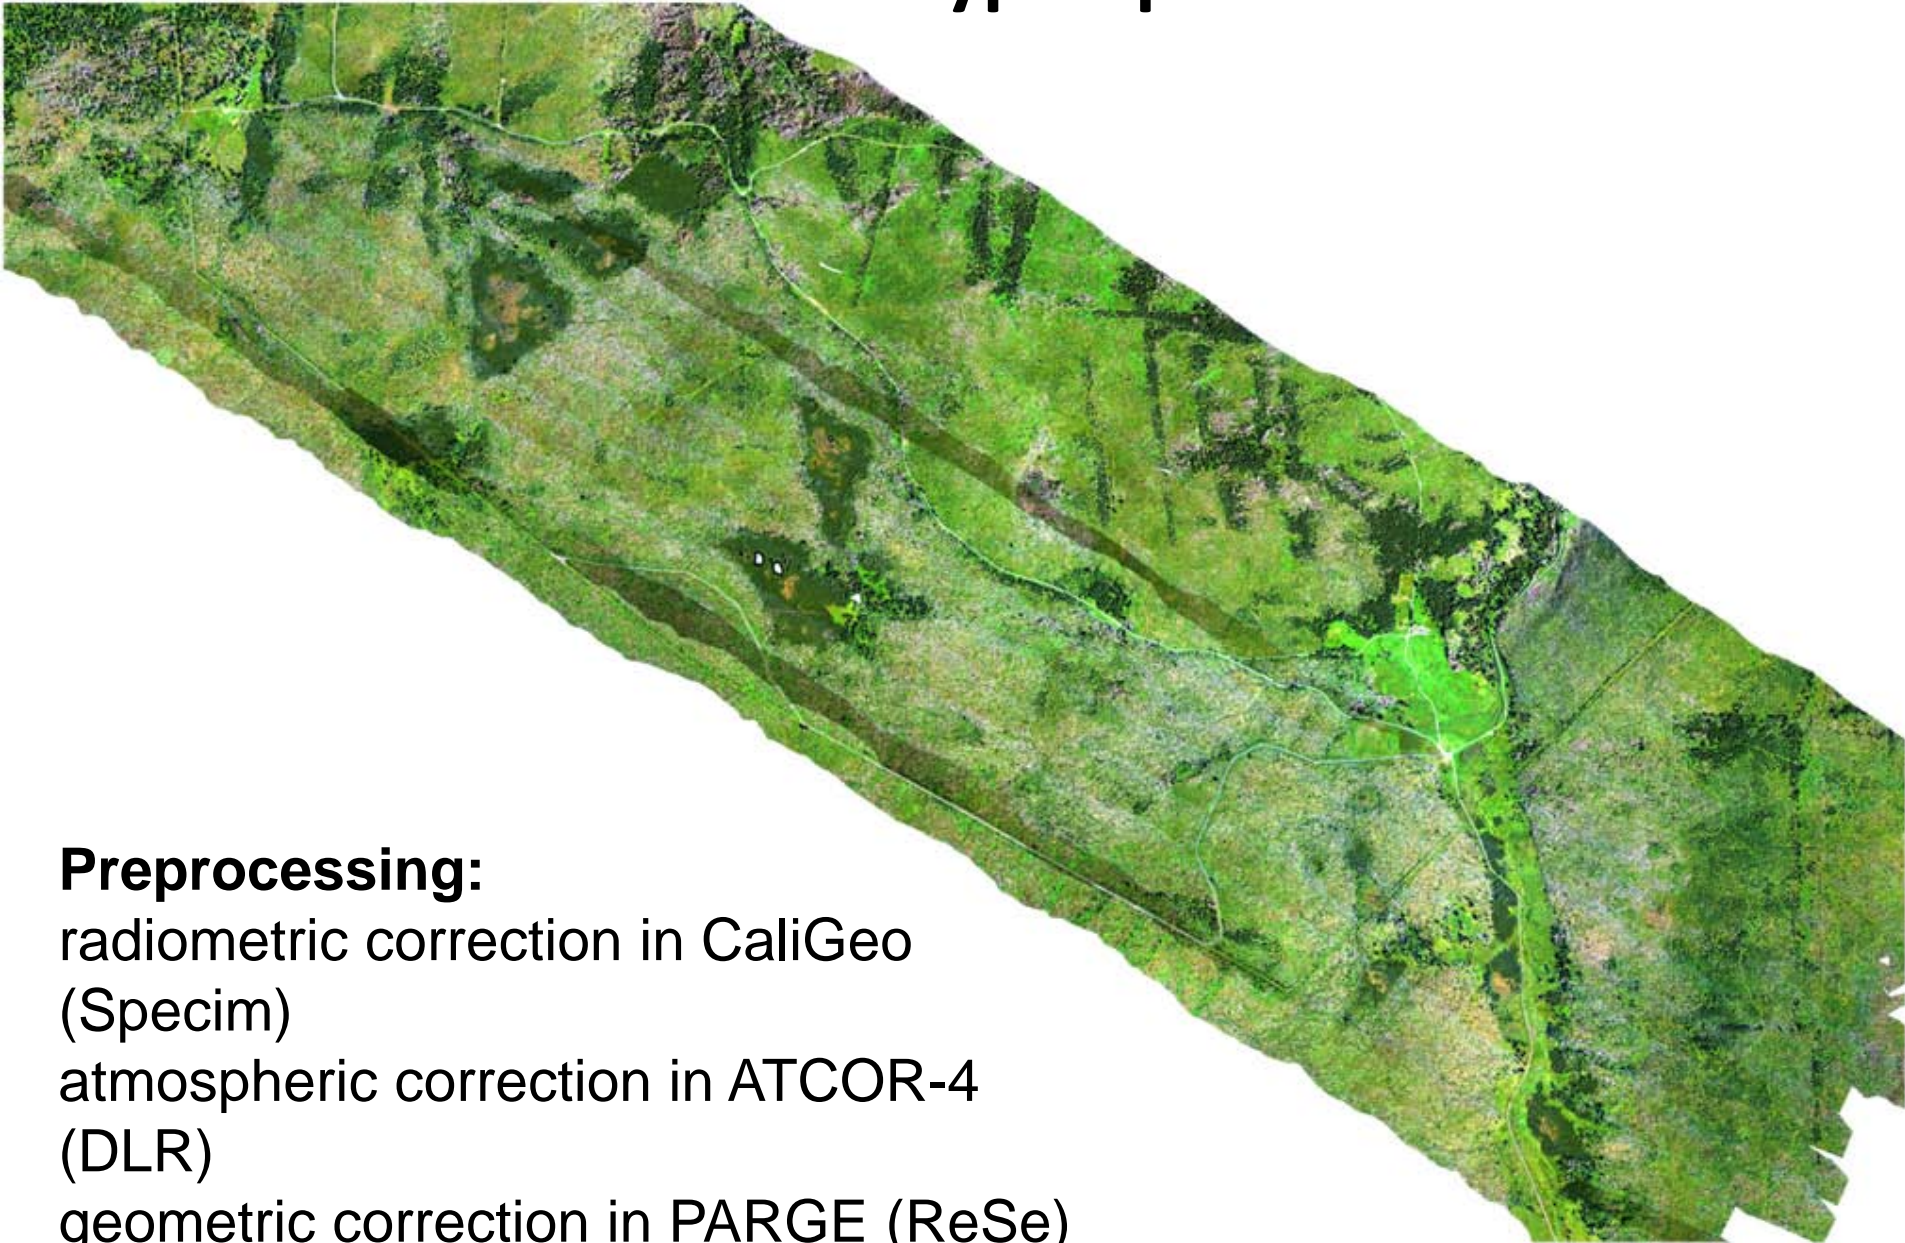 Preprocessing:
radiometric correction in CaliGeo
(Specim)
atmospheric correction in ATCOR-4
(DLR)
geometric correction in PARGE (ReSe)